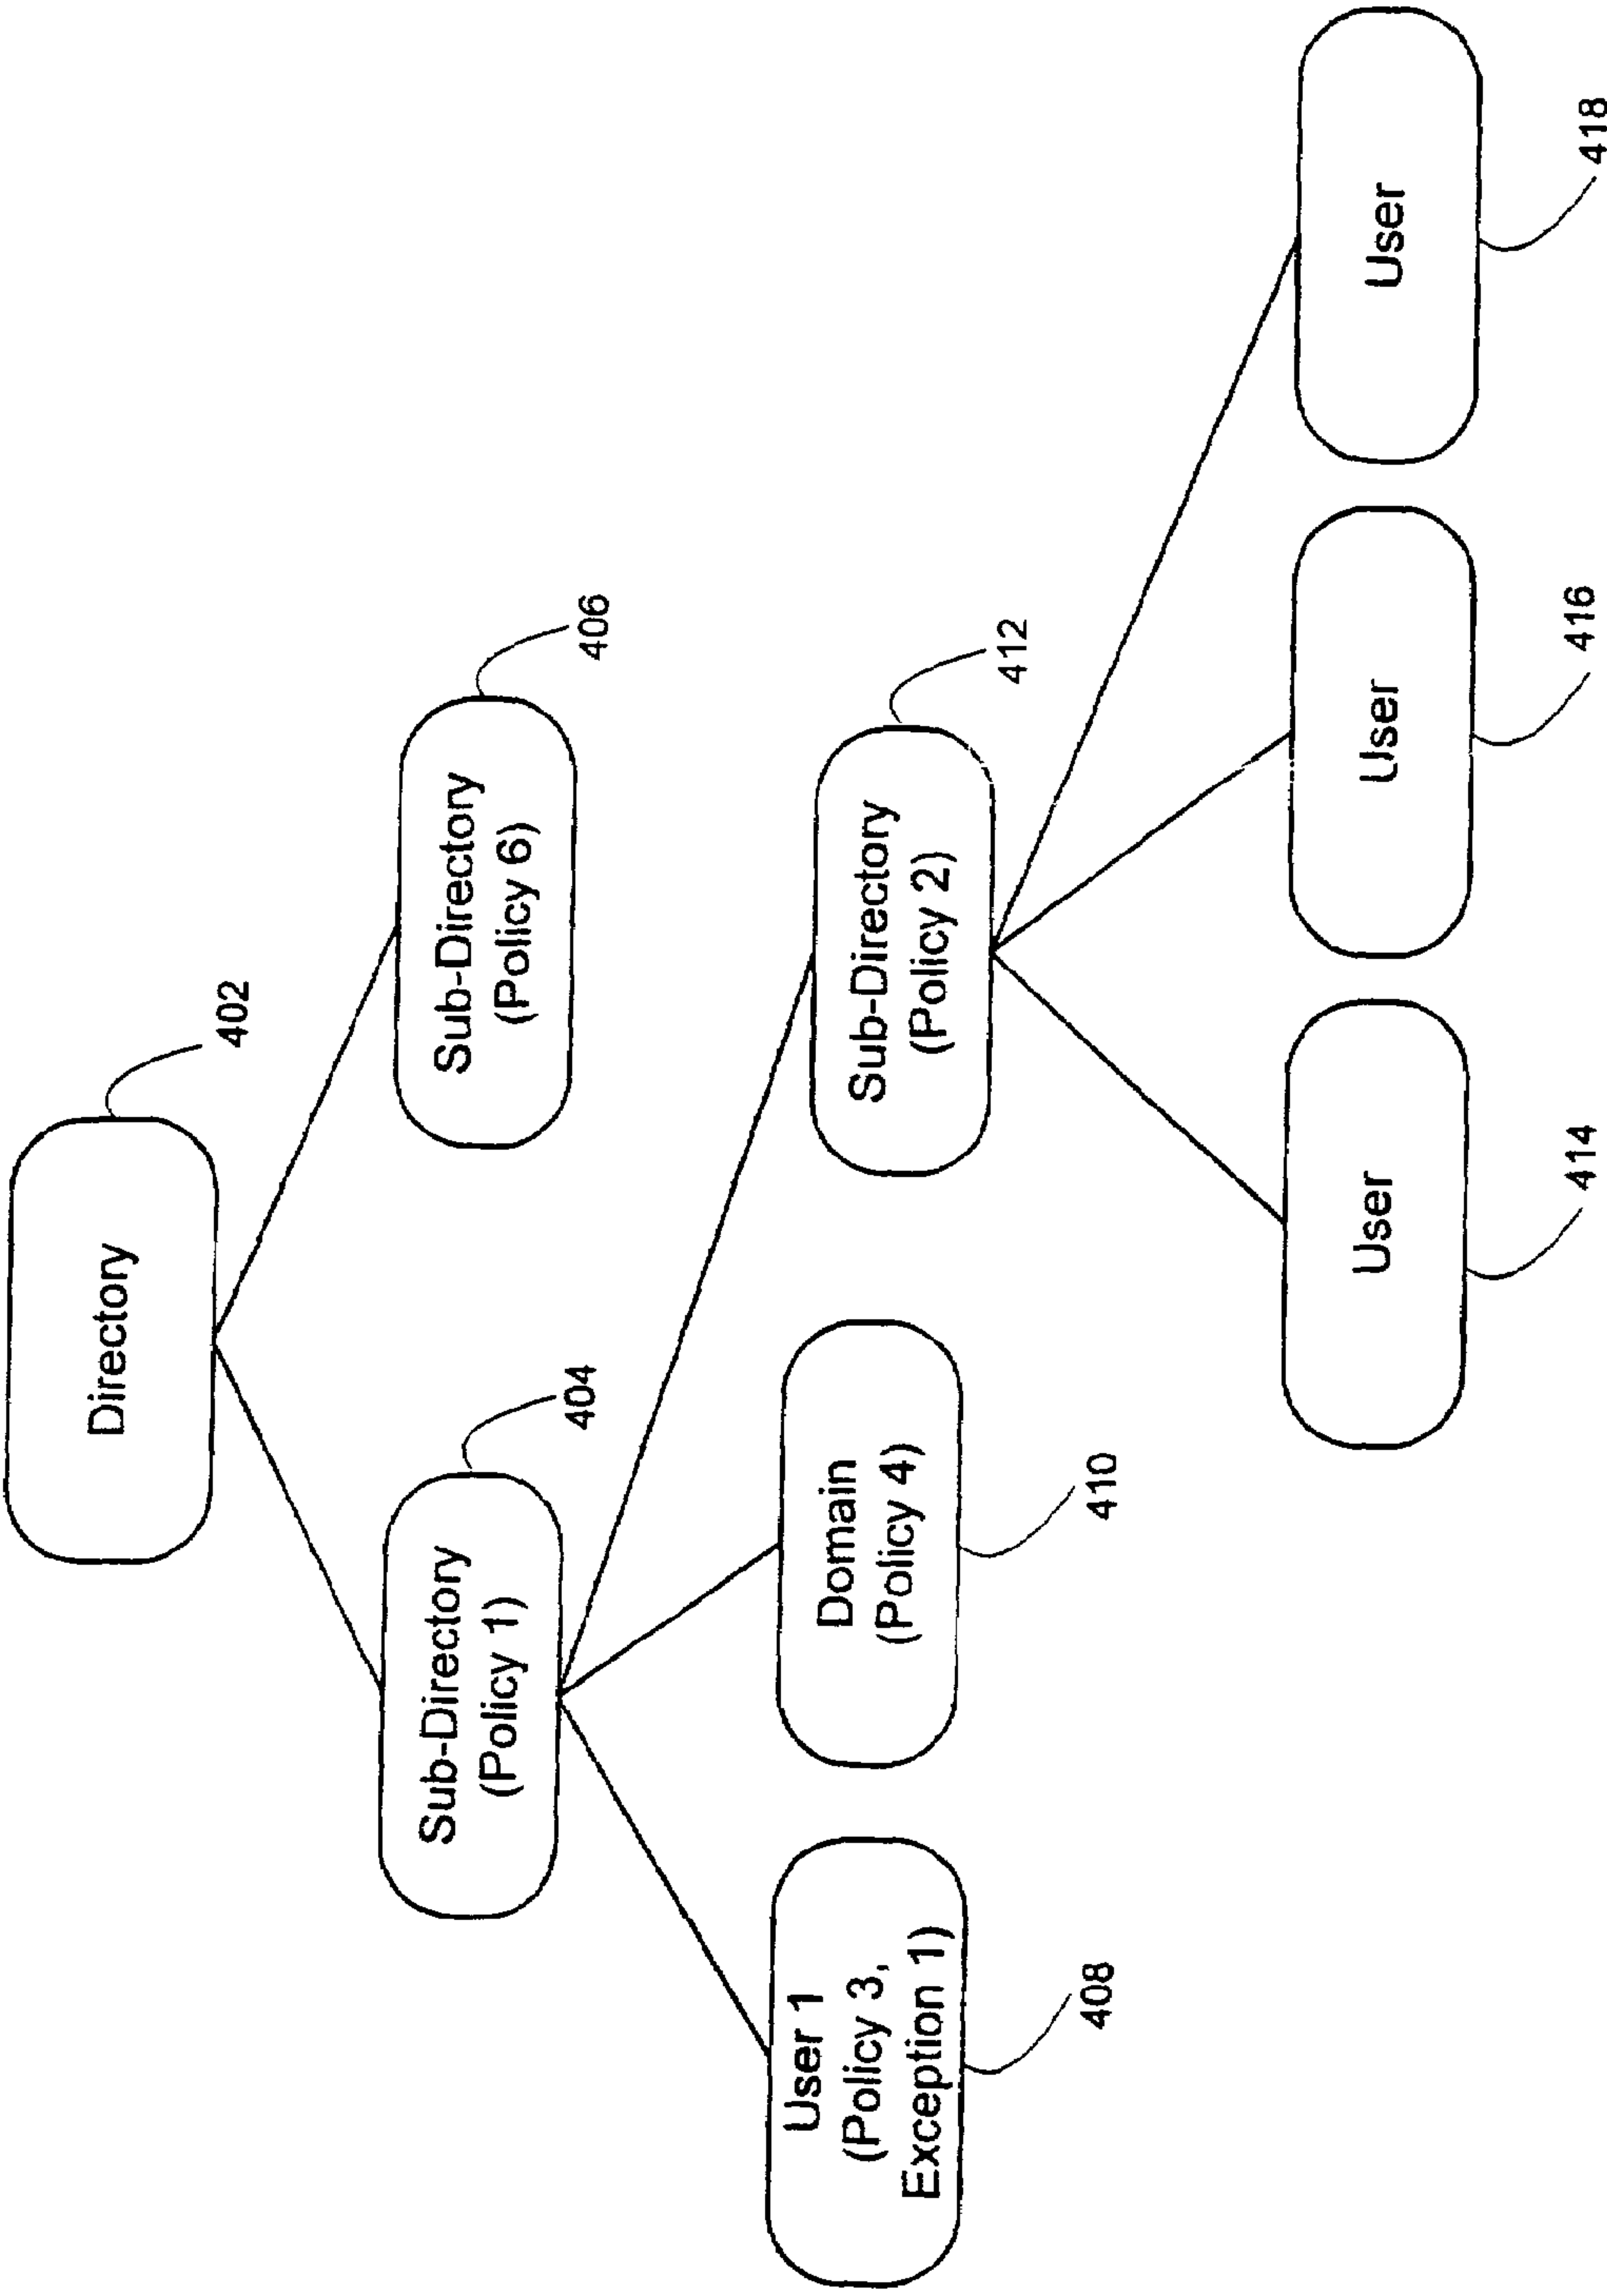 Directory
402
Sub-Directory
(Policy 1)
404
Sub-Directory
(Policy 6)
406
User 1
(Policy 3,
Exception 1)
408
Domain
(Policy 4)
410
Sub-Directory
(Policy 2)
412
User
414
User
416
User
418